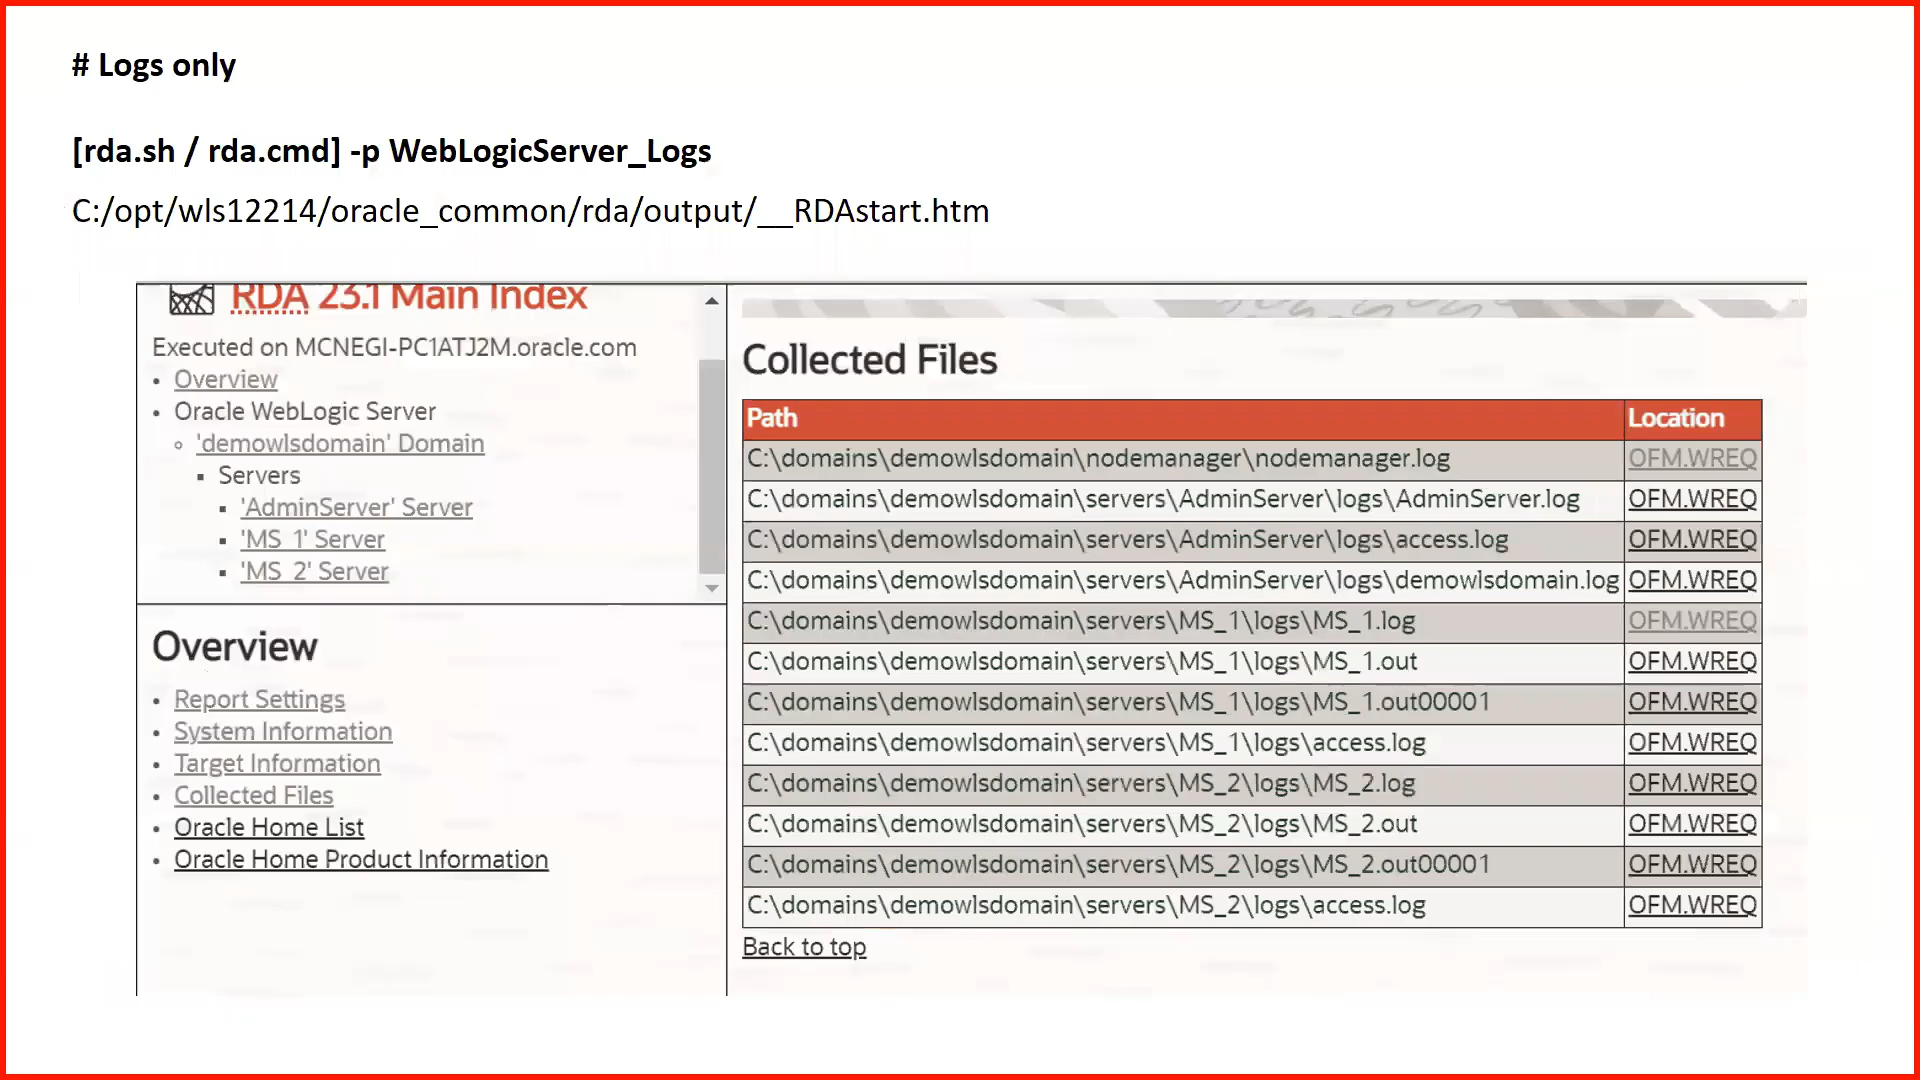 # Logs only
[rda.sh / rda.cmd] -p WebLogicServer_Logs
C:/opt/wls12214/oracle_common/rda/output/__RDAstart.htm
RDA 23.1 Main Index
Executed on MCNEGI-PC1ATJ2M.oracle.com
• Overview
• Oracle WebLogic Server
◦ 'demowlsdomain' Domain
▪ Servers
▪ 'AdminServer' Server
▪ 'MS_1' Server
▪ 'MS_2' Server
Overview
• Report Settings
• System Information
• Target Information
• Collected Files
• Oracle Home List
• Oracle Home Product Information
Collected Files
Path Location
C:\domains\demowlsdomain\nodemanager\nodemanager.log OFM.WREQ
C:\domains\demowlsdomain\servers\AdminServer\logs\AdminServer.log OFM.WREQ
C:\domains\demowlsdomain\servers\AdminServer\logs\access.log OFM.WREQ
C:\domains\demowlsdomain\servers\AdminServer\logs\demowlsdomain.log OFM.WREQ
C:\domains\demowlsdomain\servers\MS_1\logs\MS_1.log OFM.WREQ
C:\domains\demowlsdomain\servers\MS_1\logs\MS_1.out OFM.WREQ
C:\domains\demowlsdomain\servers\MS_1\logs\MS_1.out00001 OFM.WREQ
C:\domains\demowlsdomain\servers\MS_1\logs\access.log OFM.WREQ
C:\domains\demowlsdomain\servers\MS_2\logs\MS_2.log OFM.WREQ
C:\domains\demowlsdomain\servers\MS_2\logs\MS_2.out OFM.WREQ
C:\domains\demowlsdomain\servers\MS_2\logs\MS_2.out00001 OFM.WREQ
C:\domains\demowlsdomain\servers\MS_2\logs\access.log OFM.WREQ
Back to top